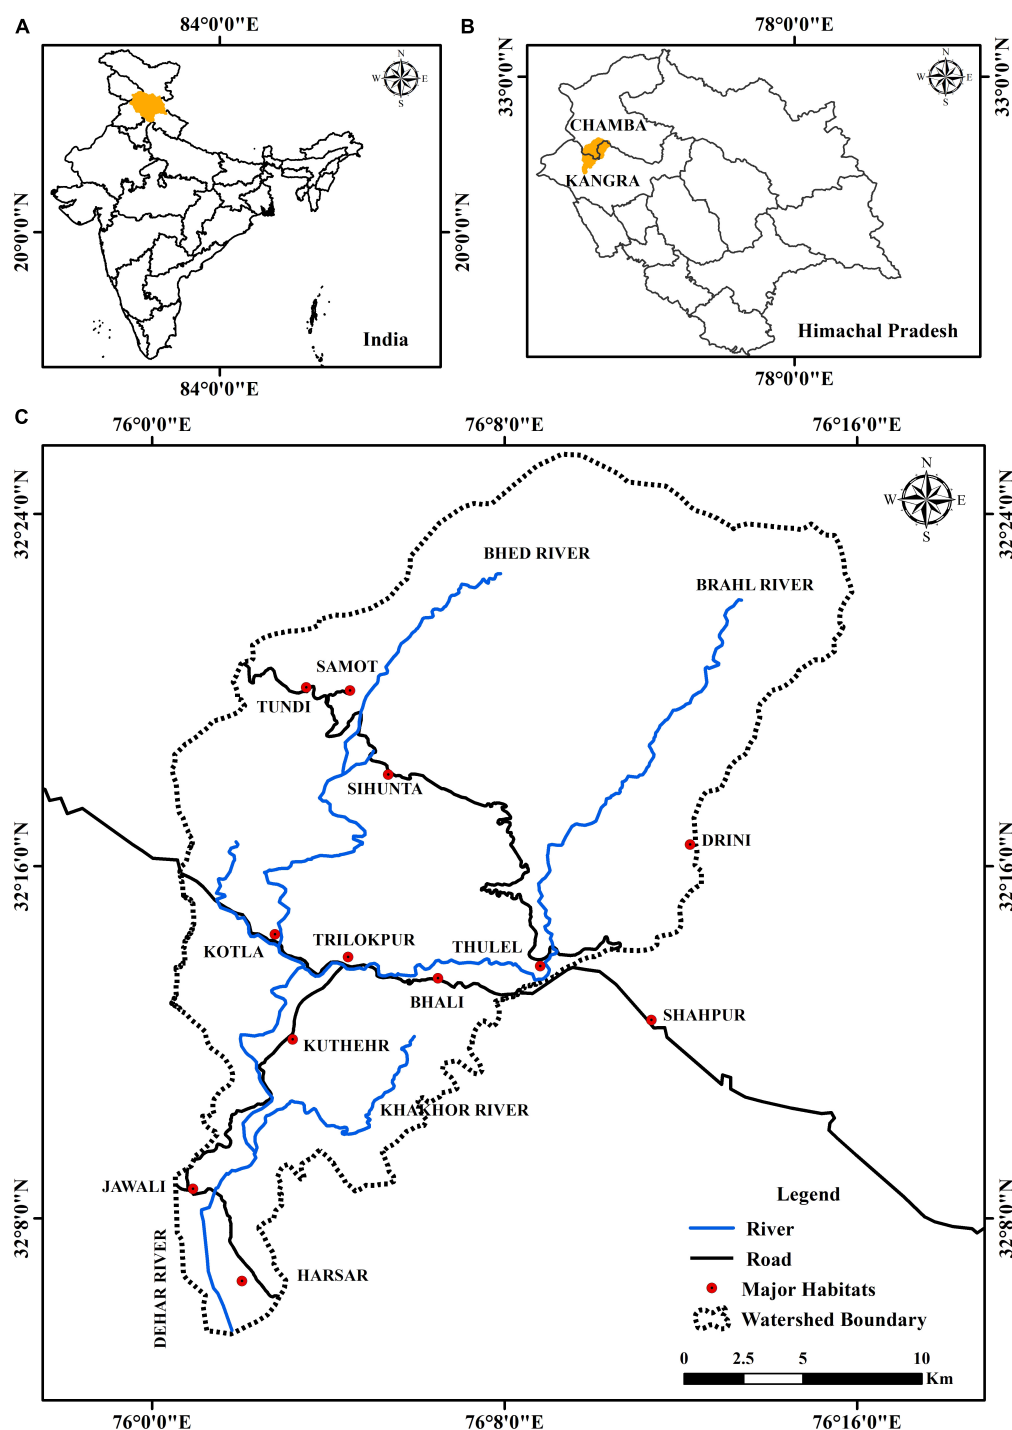 A
84°0'0"E
B
78°0'0"E
33°0'0"N
33°0'0"N
N
W
E
S
N
W
E
S
CHAMBA
KANGRA
20°0'0"N
20°0'0"N
India
Himachal Pradesh
84°0'0"E
78°0'0"E
C
76°0'0"E
76°8'0"E
76°16'0"E
N
W
E
S
32°24'0"N
32°24'0"N
BHED RIVER
BRAHL RIVER
SAMOT
TUNDI
SIHUNTA
DRINI
32°16'0"N
32°16'0"N
KOTLA
TRILOKPUR
THULEL
BHALI
SHAHPUR
KUTHEHR
KHAKHOR RIVER
JAWALI
32°8'0"N
32°8'0"N
DEHAR RIVER
HARSAR
Legend
River
Road
Major Habitats
Watershed Boundary
0
2.5
5
10
Km
76°0'0"E
76°8'0"E
76°16'0"E